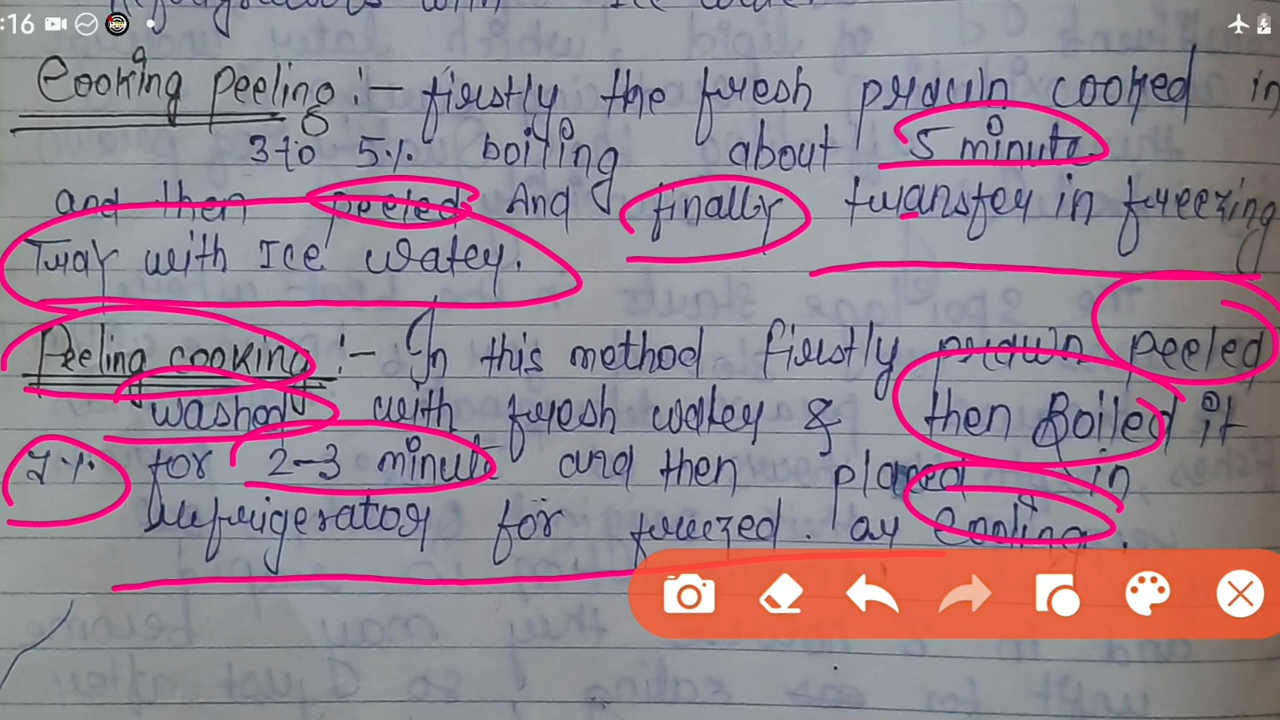 :16
Cooking Peeling :- firstly the fresh prawn cooked in
3 to 5% boiling about 5 minute
and then peeled And finally transfer in freezing
Tray with Ice water.
Peeling cooking :- In this method firstly prawn peeled
washed with fresh water & then Boiled it
7% for 2-3 minute and then placed in
Refrigerator for freezed. or cooling.